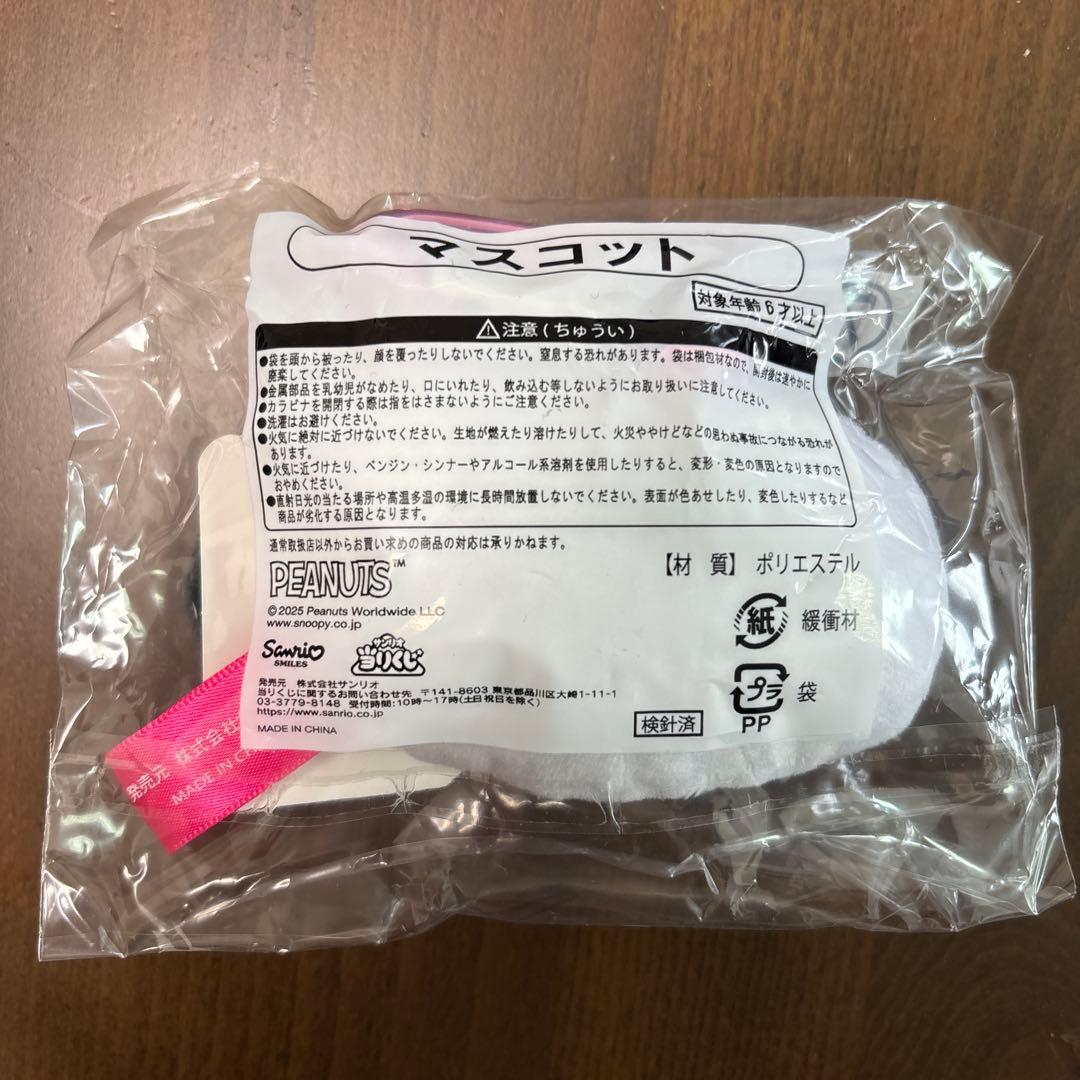 マスコット
対象年齢6才以上
⚠注意(ちゅうい)
●袋を頭から被ったり、顔を覆ったりしないでください。窒息する恐れがあります。袋は梱包材なので、開封後は速やかに
廃棄してください。
●金属部品を乳幼児がなめたり、口にいれたり、飲み込む等しないようにお取り扱いに注意してください。
●カラビナを開閉する際は指をはさまないようにご注意ください。
●洗濯はお避けください。
●火気に絶対に近づけないでください。生地が燃えたり溶けたりして、火災ややけどなどの思わぬ事故につながる恐れが
あります。
●火気に近づけたり、ベンジン・シンナーやアルコール系溶剤を使用したりすると、変形・変色の原因となりますので
おやめください。
●直射日光の当たる場所や高温多湿の環境に長時間放置しないでください。表面が色あせしたり、変色したりするなど
商品が劣化する原因となります。
通常取扱店以外からお買い求めの商品の対応は承りかねます。
PEANUTS™
© 2025 Peanuts Worldwide LLC
www.snoopy.co.jp
Sanrio
SMILES
サンリオ
当りくじ
発売元 株式会社サンリオ
当りくじに関するお問い合わせ先 〒141-8603 東京都品川区大崎1-11-1
03-3779-8148 受付時間:10時〜17時(土日祝日を除く)
https://www.sanrio.co.jp
MADE IN CHINA
【材 質】 ポリエステル
紙 緩衝材
プラ 袋
PP
検針済
発売元 株式会社
MADE IN C